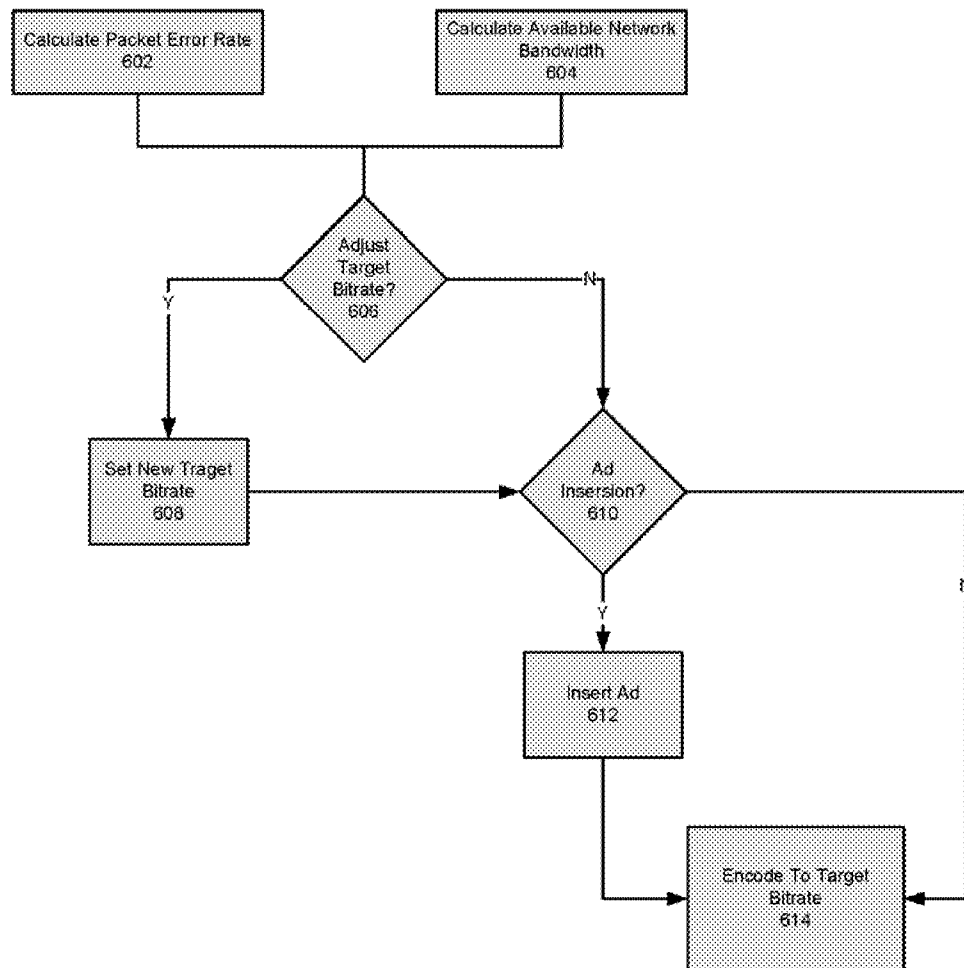 Calculate Packet Error Rate
602
Calculate Available Network
Bandwidth
604
Adjust
Target
Bitrate?
606
Y
N
Set New Traget
Bitrate
608
Ad
Insersion?
610
Y
Insert Ad
612
Encode To Target
Bitrate
614